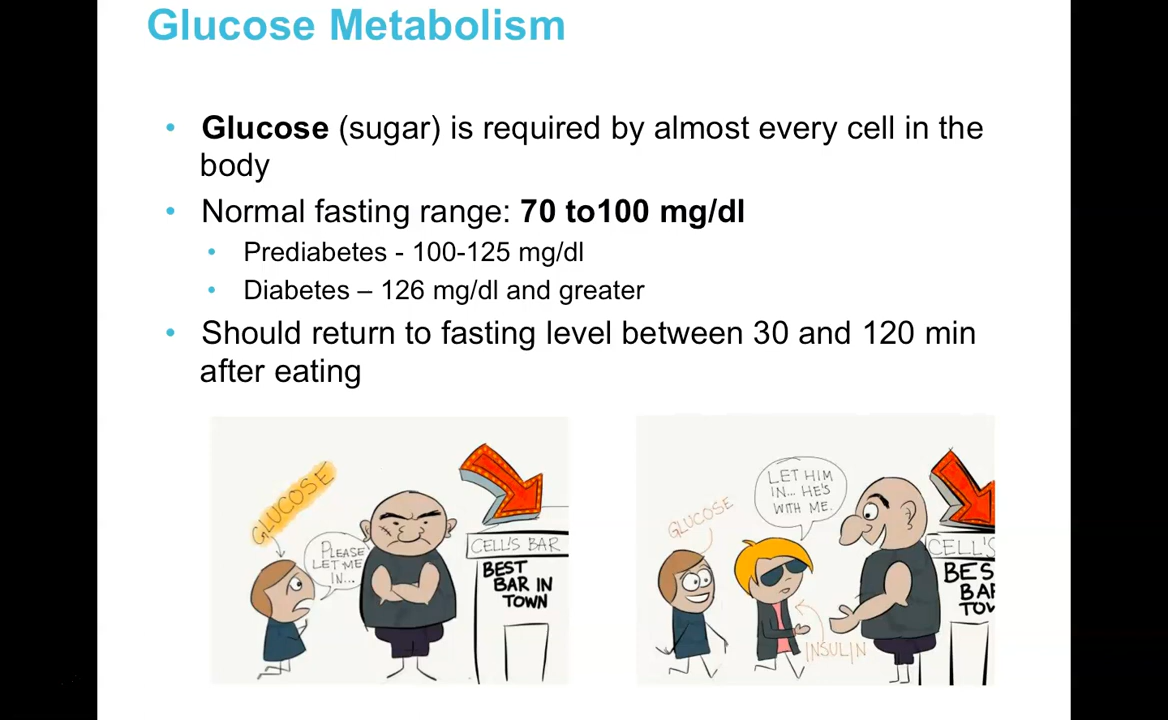 Glucose Metabolism
• Glucose (sugar) is required by almost every cell in the
body
• Normal fasting range: 70 to100 mg/dl
• Prediabetes - 100-125 mg/dl
• Diabetes – 126 mg/dl and greater
• Should return to fasting level between 30 and 120 min
after eating
GLUCOSE
PLEASE
LET ME
IN...
CELL'S BAR
BEST
BAR IN
TOWN
GLUCOSE
LET HIM
IN... HE'S
WITH ME.
INSULIN
CELL'S
BES
BAR
TOW